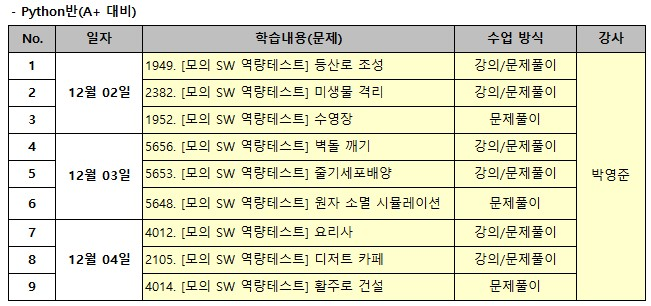 - Python반(A+ 대비)
No. 일자 학습내용(문제) 수업 방식 강사
1 12월 02일 1949. [모의 SW 역량테스트] 등산로 조성 강의/문제풀이 박영준
2 2382. [모의 SW 역량테스트] 미생물 격리 강의/문제풀이
3 1952. [모의 SW 역량테스트] 수영장 문제풀이
4 12월 03일 5656. [모의 SW 역량테스트] 벽돌 깨기 강의/문제풀이
5 5653. [모의 SW 역량테스트] 줄기세포배양 강의/문제풀이
6 5648. [모의 SW 역량테스트] 원자 소멸 시뮬레이션 문제풀이
7 12월 04일 4012. [모의 SW 역량테스트] 요리사 강의/문제풀이
8 2105. [모의 SW 역량테스트] 디저트 카페 강의/문제풀이
9 4014. [모의 SW 역량테스트] 활주로 건설 문제풀이